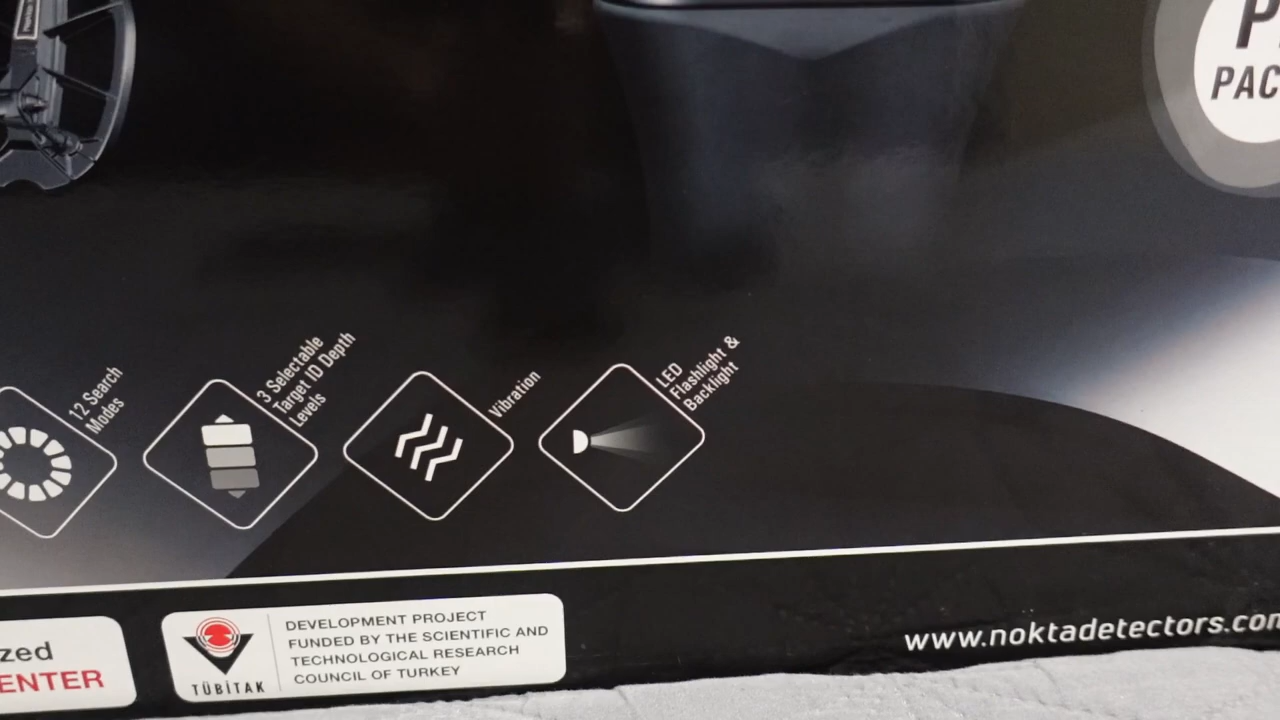 PAC
12 Search
Modes
3 Selectable
Target ID Depth
Levels
Vibration
LED
Flashlight &
Backlight
zed
ENTER
TÜBİTAK
DEVELOPMENT PROJECT
FUNDED BY THE SCIENTIFIC AND
TECHNOLOGICAL RESEARCH
COUNCIL OF TURKEY
www.noktadetectors.com